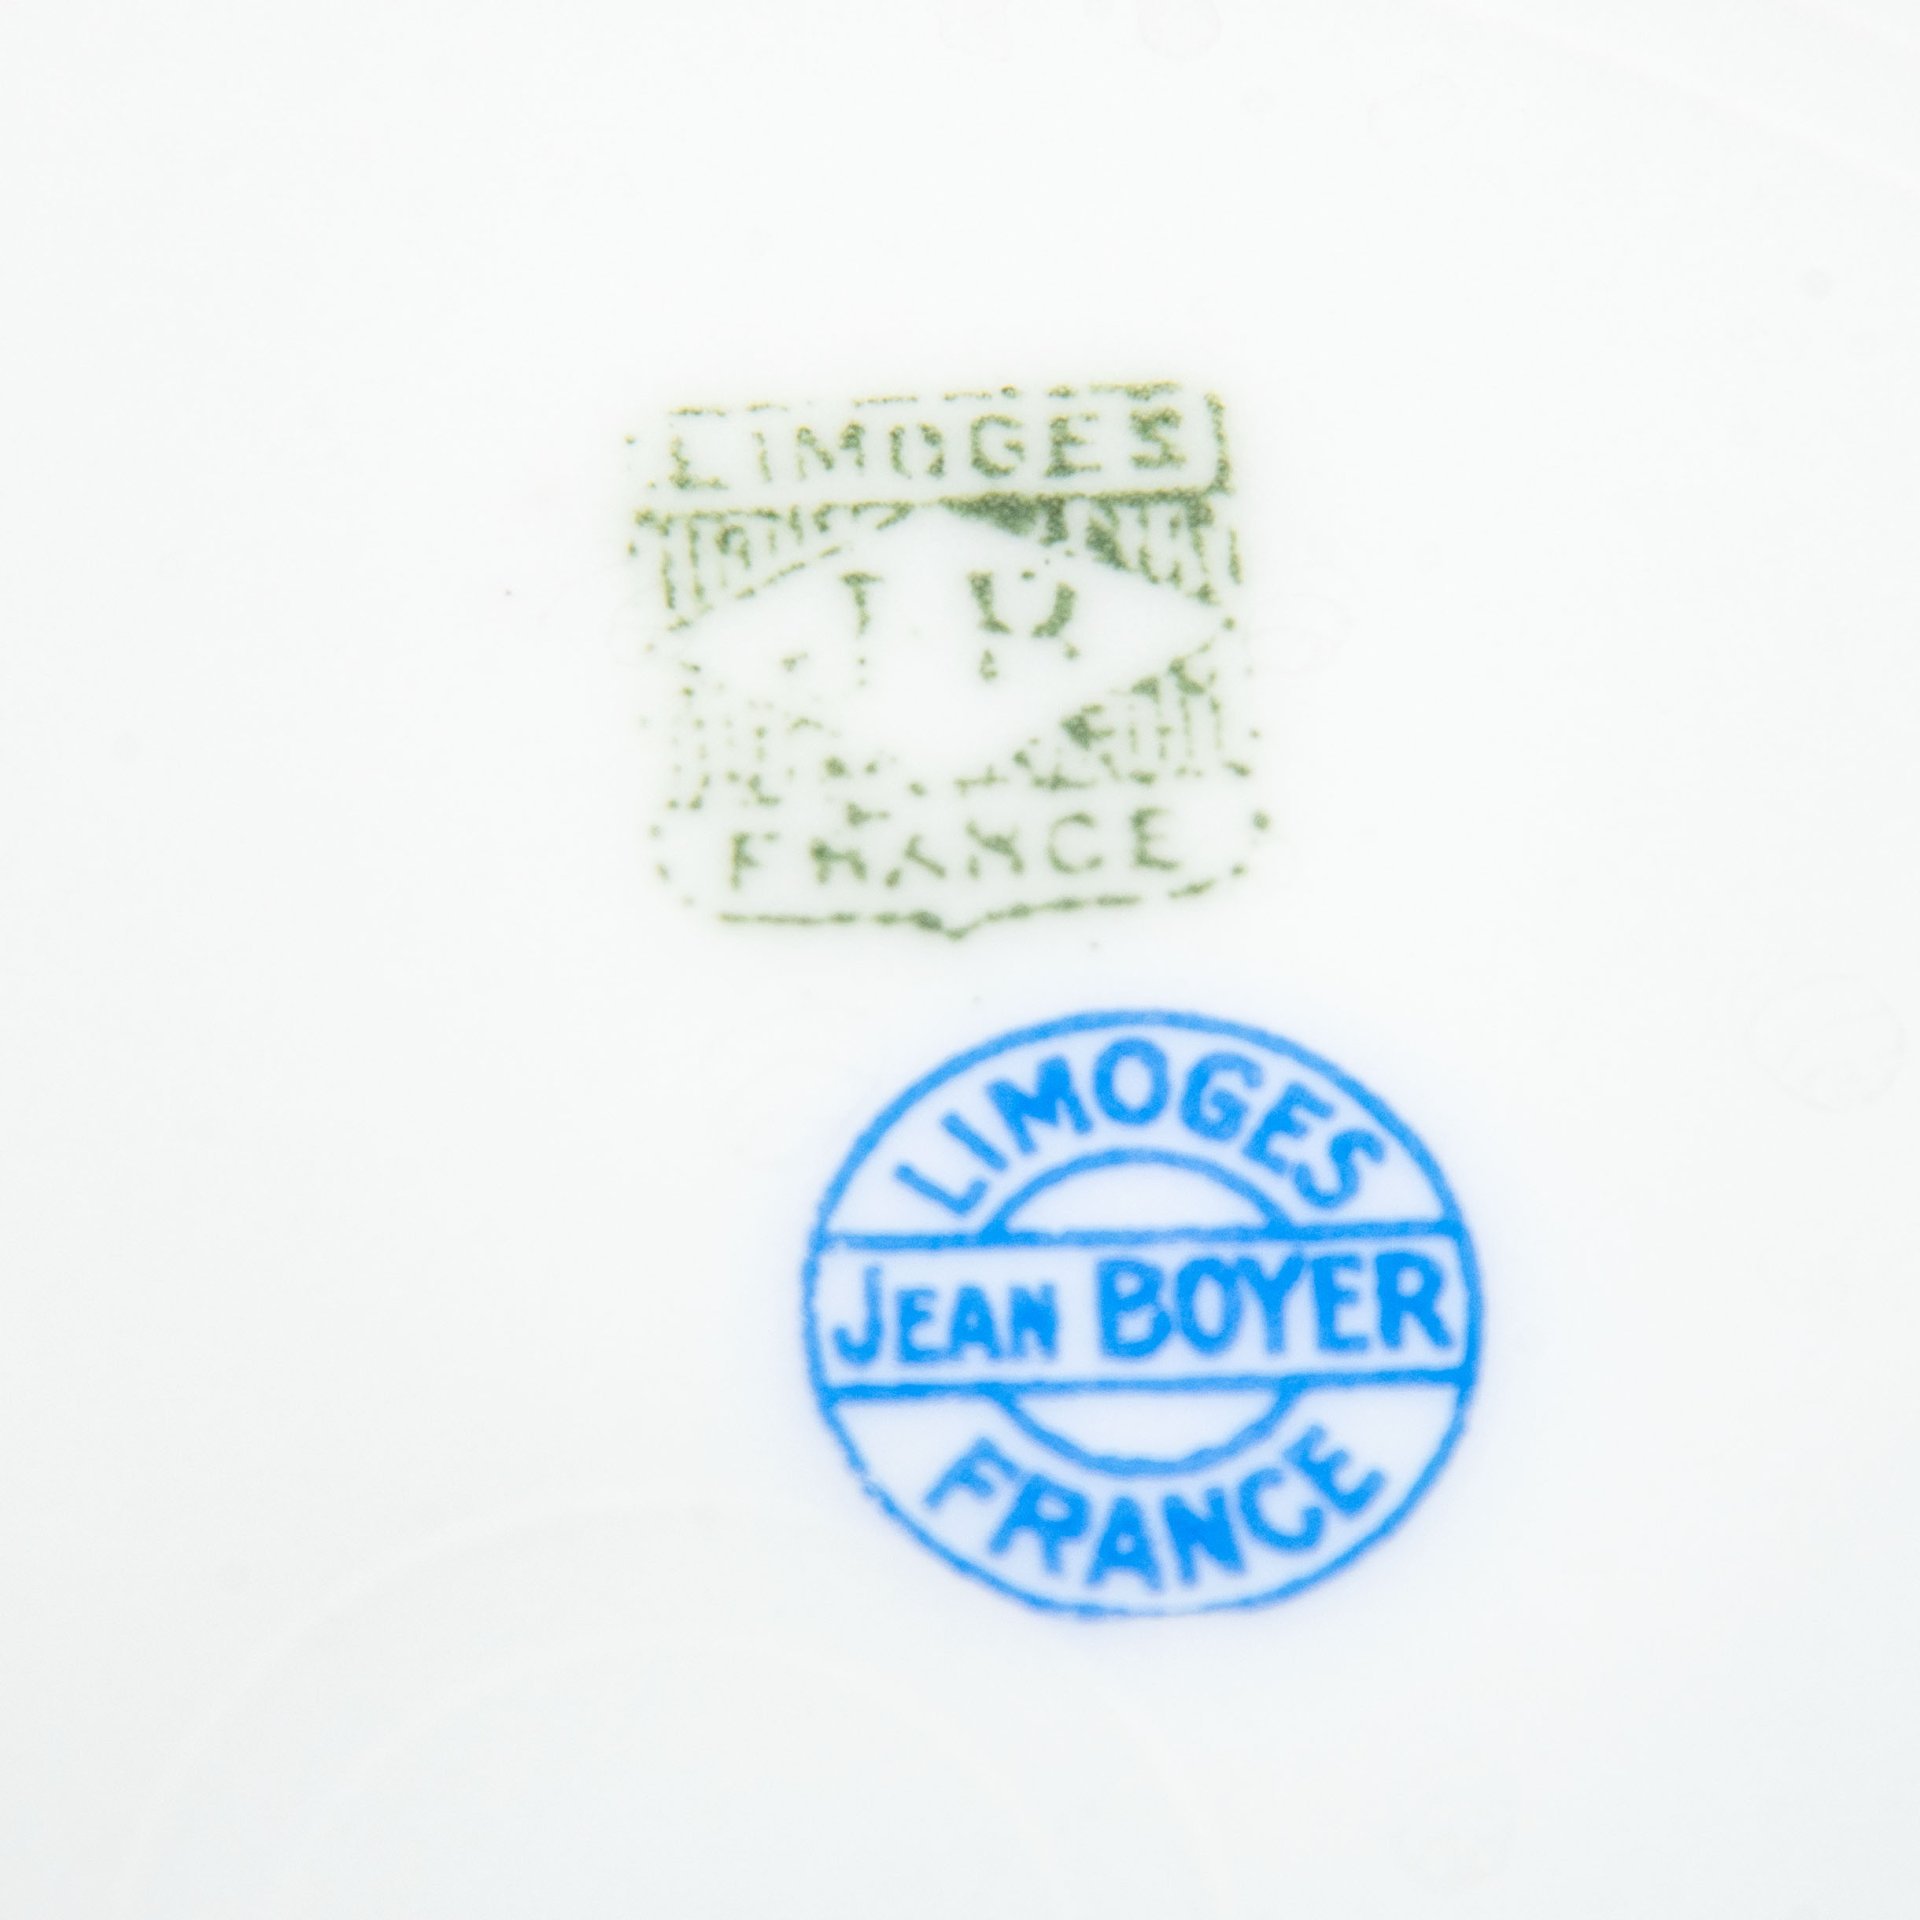 LIMOGES
FRANCE
LIMOGES
JEAN BOYER
FRANCE